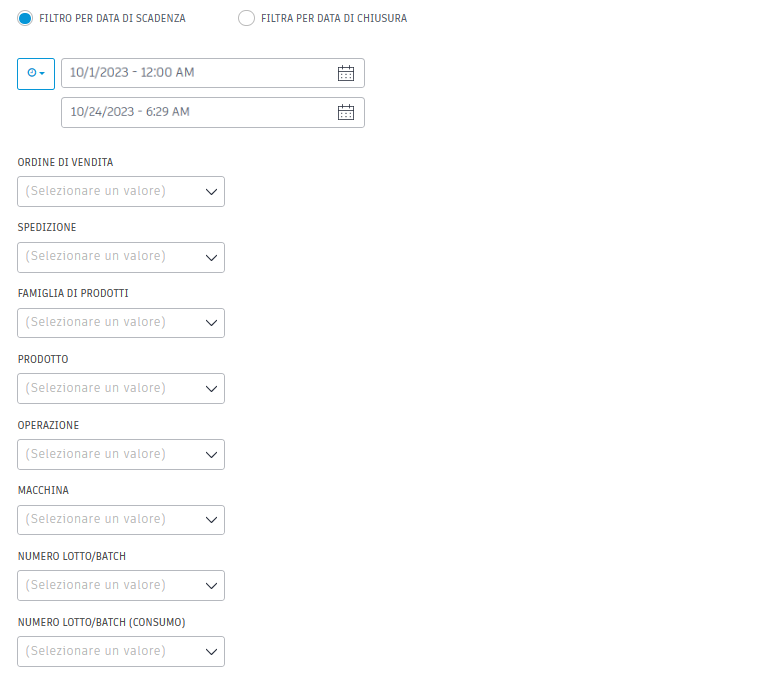 FILTRO PER DATA DI SCADENZA FILTRA PER DATA DI CHIUSURA
10/1/2023 - 12:00 AM
10/24/2023 - 6:29 AM
ORDINE DI VENDITA
(Selezionare un valore)
SPEDIZIONE
(Selezionare un valore)
FAMIGLIA DI PRODOTTI
(Selezionare un valore)
PRODOTTO
(Selezionare un valore)
OPERAZIONE
(Selezionare un valore)
MACCHINA
(Selezionare un valore)
NUMERO LOTTO/BATCH
(Selezionare un valore)
NUMERO LOTTO/BATCH (CONSUMO)
(Selezionare un valore)